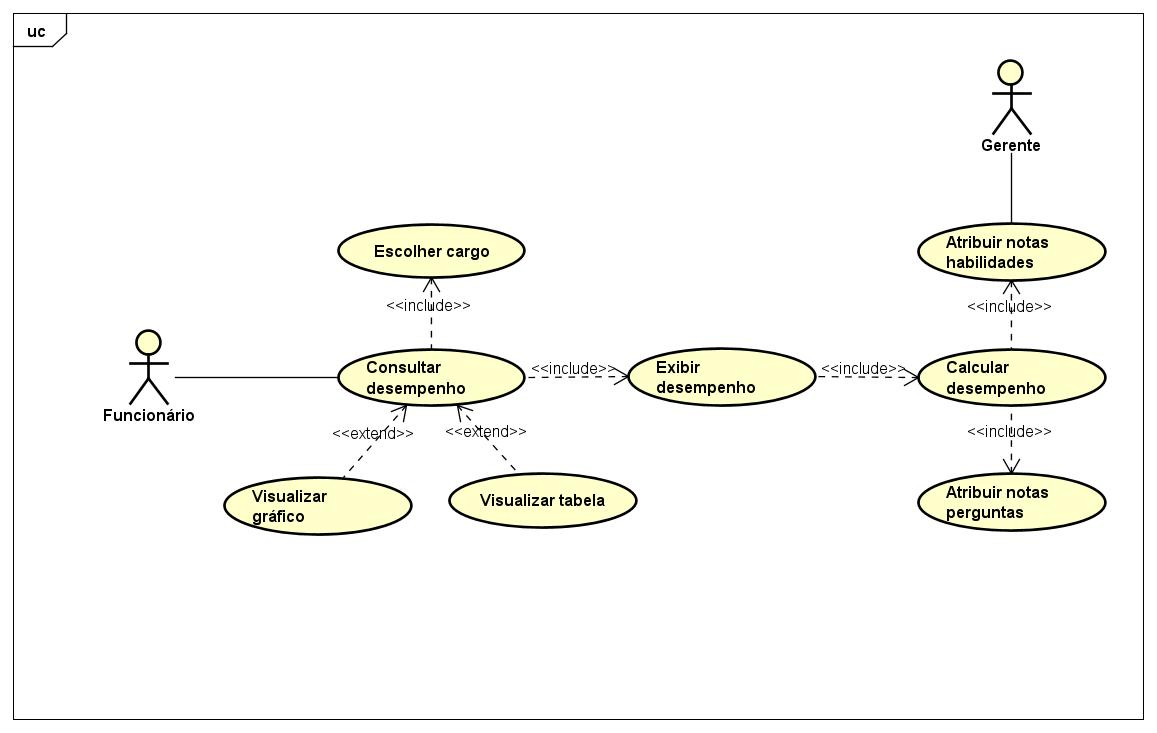 uc
Gerente
Atribuir notas
habilidades
Escolher cargo
<<include>>
<<include>>
Funcionário
Consultar
desempenho
<<include>>
Exibir
desempenho
<<include>>
Calcular
desempenho
<<extend>>
<<extend>>
<<include>>
Visualizar
gráfico
Visualizar tabela
Atribuir notas
perguntas